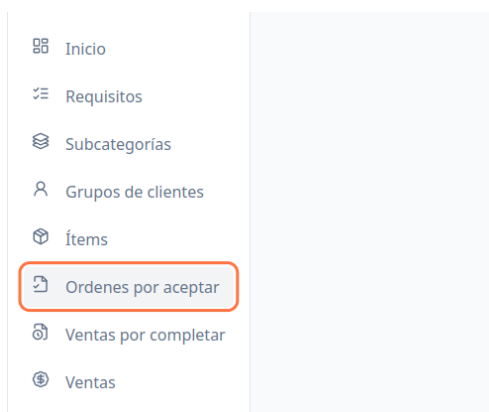 Inicio
Requisitos
Subcategorías
Grupos de clientes
Ítems
Ordenes por aceptar
Ventas por completar
Ventas